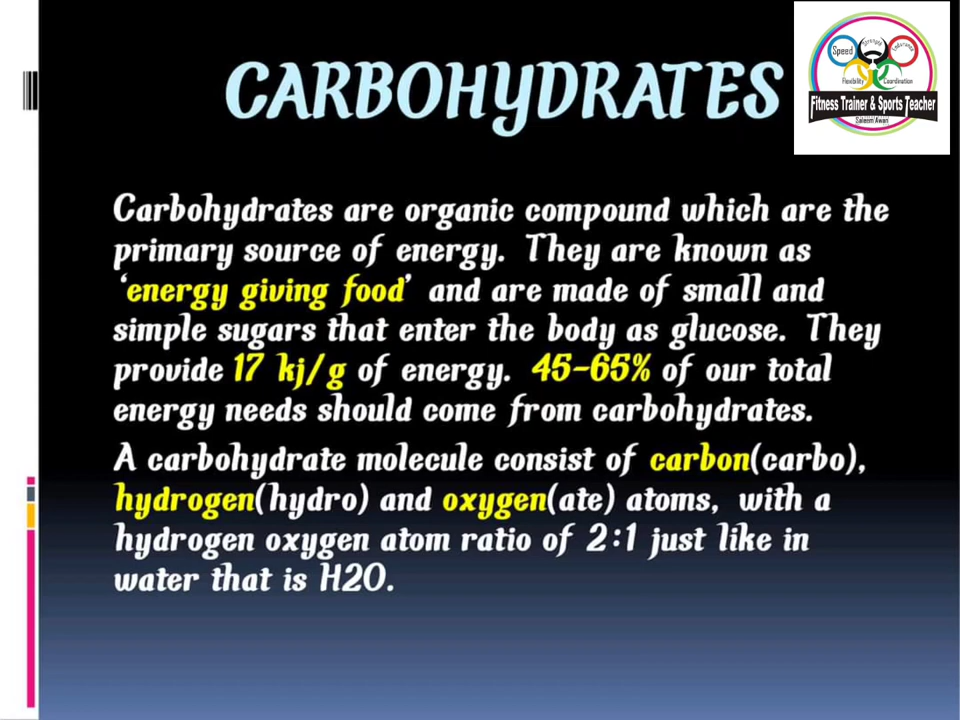 CARBOHYDRATES
Speed
Strength
Endurance
Flexibility
Coordination
Fitness Trainer & Sports Teacher
Saleem Awan
Carbohydrates are organic compound which are the
primary source of energy. They are known as
‘energy giving food’ and are made of small and
simple sugars that enter the body as glucose. They
provide 17 kj/g of energy. 45-65% of our total
energy needs should come from carbohydrates.
A carbohydrate molecule consist of carbon(carbo),
hydrogen(hydro) and oxygen(ate) atoms, with a
hydrogen oxygen atom ratio of 2:1 just like in
water that is H2O.